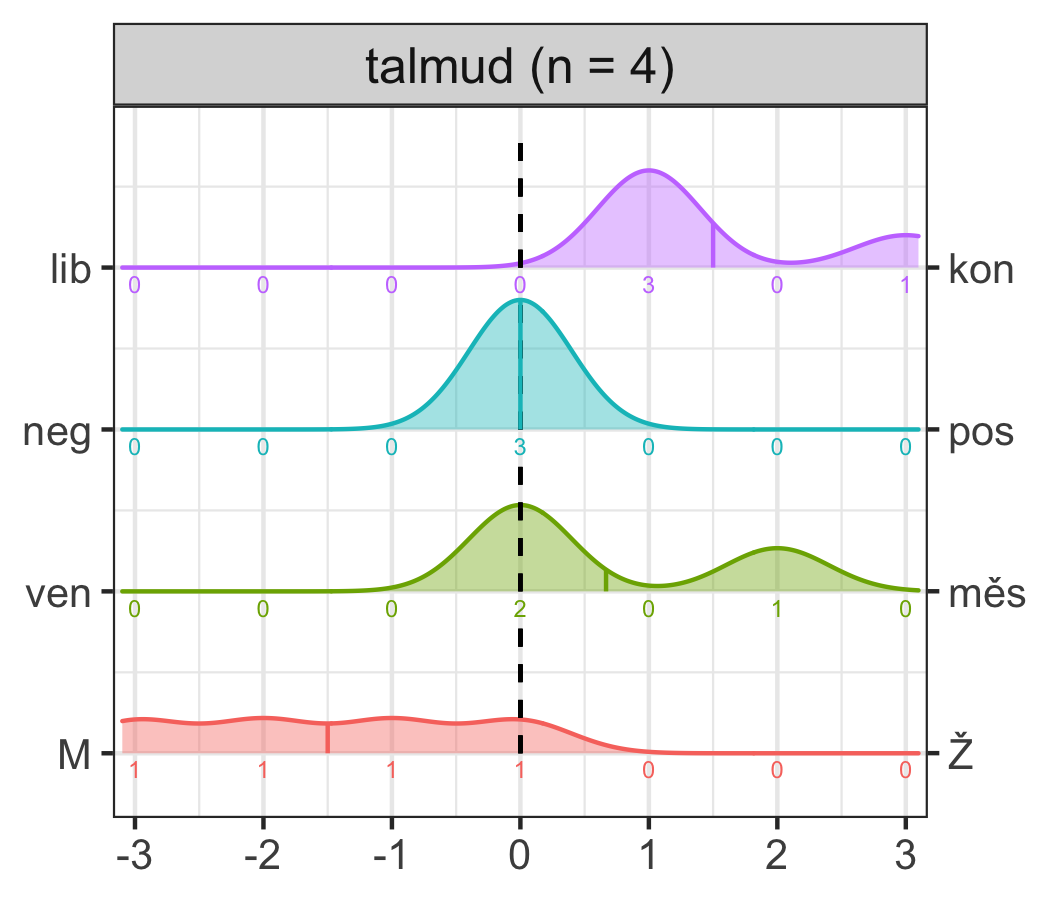 talmud (n = 4)
lib kon
0 0 0 0 3 0 1
neg pos
0 0 0 3 0 0 0
ven měs
0 0 0 2 0 1 0
M Ž
1 1 1 1 0 0 0
-3 -2 -1 0 1 2 3